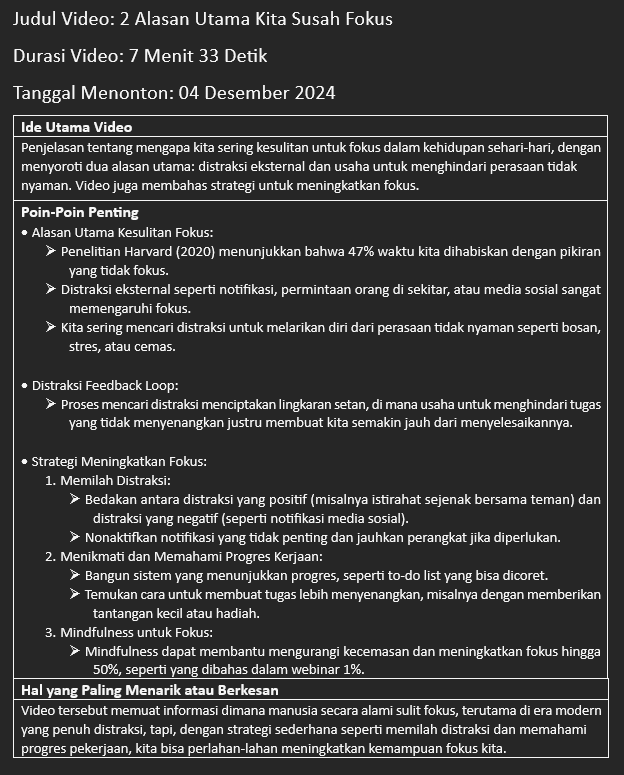 Judul Video: 2 Alasan Utama Kita Susah Fokus
Durasi Video: 7 Menit 33 Detik
Tanggal Menonton: 04 Desember 2024
Ide Utama Video
Penjelasan tentang mengapa kita sering kesulitan untuk fokus dalam kehidupan sehari-hari, dengan
menyoroti dua alasan utama: distraksi eksternal dan usaha untuk menghindari perasaan tidak
nyaman. Video juga membahas strategi untuk meningkatkan fokus.
Poin-Poin Penting
• Alasan Utama Kesulitan Fokus:
➤ Penelitian Harvard (2020) menunjukkan bahwa 47% waktu kita dihabiskan dengan pikiran
yang tidak fokus.
➤ Distraksi eksternal seperti notifikasi, permintaan orang di sekitar, atau media sosial sangat
memengaruhi fokus.
➤ Kita sering mencari distraksi untuk melarikan diri dari perasaan tidak nyaman seperti bosan,
stres, atau cemas.
• Distraksi Feedback Loop:
➤ Proses mencari distraksi menciptakan lingkaran setan, di mana usaha untuk menghindari tugas
yang tidak menyenangkan justru membuat kita semakin jauh dari menyelesaikannya.
• Strategi Meningkatkan Fokus:
1. Memilah Distraksi:
➤ Bedakan antara distraksi yang positif (misalnya istirahat sejenak bersama teman) dan
distraksi yang negatif (seperti notifikasi media sosial).
➤ Nonaktifkan notifikasi yang tidak penting dan jauhkan perangkat jika diperlukan.
2. Menikmati dan Memahami Progres Kerjaan:
➤ Bangun sistem yang menunjukkan progres, seperti to-do list yang bisa dicoret.
➤ Temukan cara untuk membuat tugas lebih menyenangkan, misalnya dengan memberikan
tantangan kecil atau hadiah.
3. Mindfulness untuk Fokus:
➤ Mindfulness dapat membantu mengurangi kecemasan dan meningkatkan fokus hingga
50%, seperti yang dibahas dalam webinar 1%.
Hal yang Paling Menarik atau Berkesan
Video tersebut memuat informasi dimana manusia secara alami sulit fokus, terutama di era modern
yang penuh distraksi, tapi, dengan strategi sederhana seperti memilah distraksi dan memahami
progres pekerjaan, kita bisa perlahan-lahan meningkatkan kemampuan fokus kita.